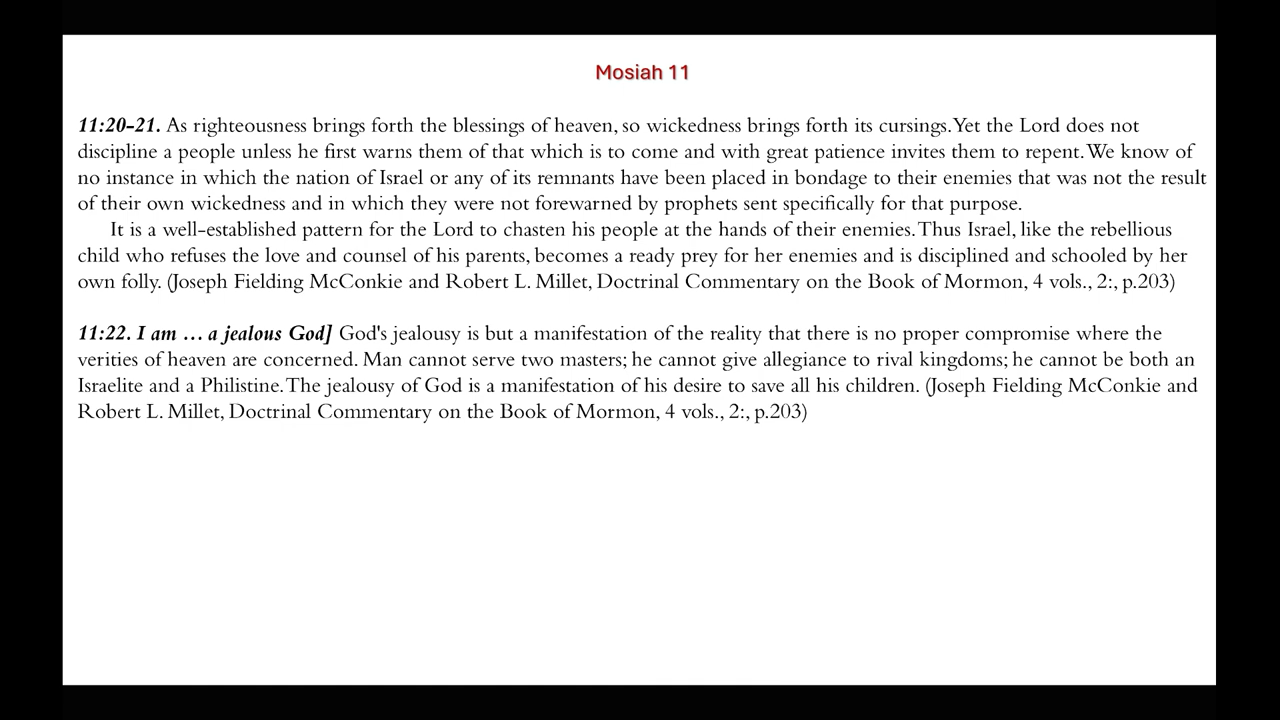 Mosiah 11
11:20-21. As righteousness brings forth the blessings of heaven, so wickedness brings forth its cursings. Yet the Lord does not
discipline a people unless he first warns them of that which is to come and with great patience invites them to repent. We know of
no instance in which the nation of Israel or any of its remnants have been placed in bondage to their enemies that was not the result
of their own wickedness and in which they were not forewarned by prophets sent specifically for that purpose.
It is a well-established pattern for the Lord to chasten his people at the hands of their enemies. Thus Israel, like the rebellious
child who refuses the love and counsel of his parents, becomes a ready prey for her enemies and is disciplined and schooled by her
own folly. (Joseph Fielding McConkie and Robert L. Millet, Doctrinal Commentary on the Book of Mormon, 4 vols., 2:, p.203)
11:22. I am … a jealous God] God's jealousy is but a manifestation of the reality that there is no proper compromise where the
verities of heaven are concerned. Man cannot serve two masters; he cannot give allegiance to rival kingdoms; he cannot be both an
Israelite and a Philistine. The jealousy of God is a manifestation of his desire to save all his children. (Joseph Fielding McConkie and
Robert L. Millet, Doctrinal Commentary on the Book of Mormon, 4 vols., 2:, p.203)